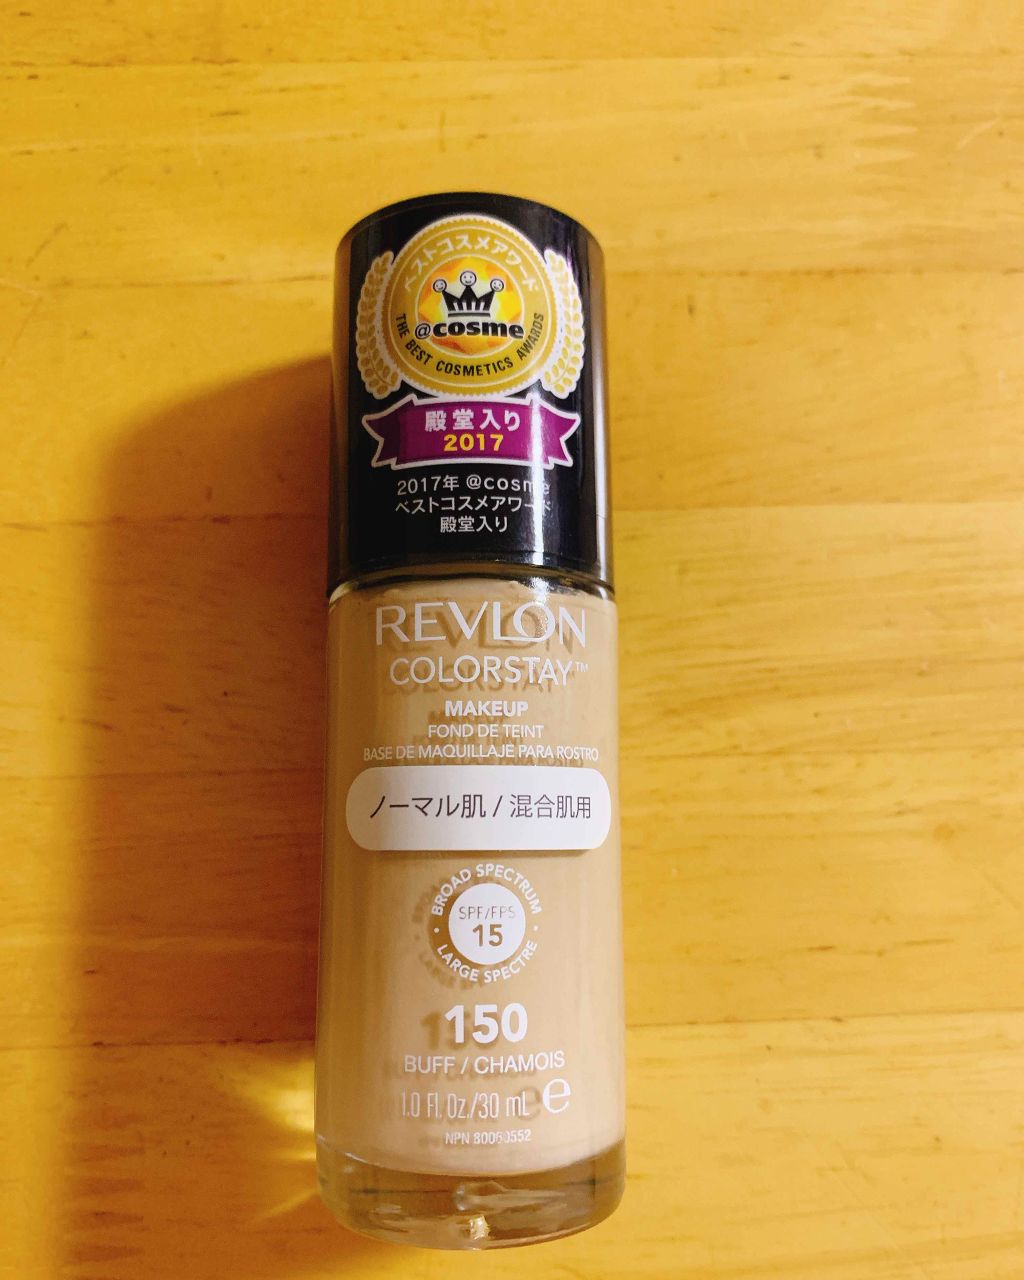 ベストコスメアワード
@cosme
THE BEST COSMETICS AWARDS
殿堂入り
2017
2017年 @cosme
ベストコスメアワード
殿堂入り
REVLON
COLORSTAY™
MAKEUP
FOND DE TEINT
BASE DE MAQUILLAJE PARA ROSTRO
ノーマル肌 / 混合肌用
BROAD SPECTRUM
SPF/FPS
15
LARGE SPECTRE
150
BUFF / CHAMOIS
1.0 Fl. Oz./30 mL e
NPN 80060552